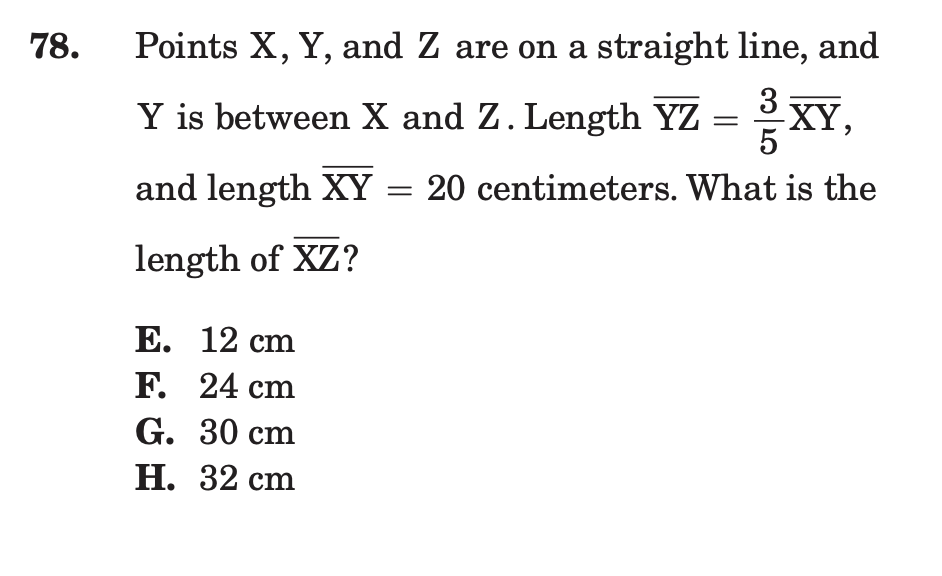 78. Points X, Y, and Z are on a straight line, and
Y is between X and Z. Length \(\overline{YZ} = \frac{3}{5}\overline{XY}\),
and length \(\overline{XY}\) = 20 centimeters. What is the
length of \(\overline{XZ}\)?
E. 12 cm
F. 24 cm
G. 30 cm
H. 32 cm